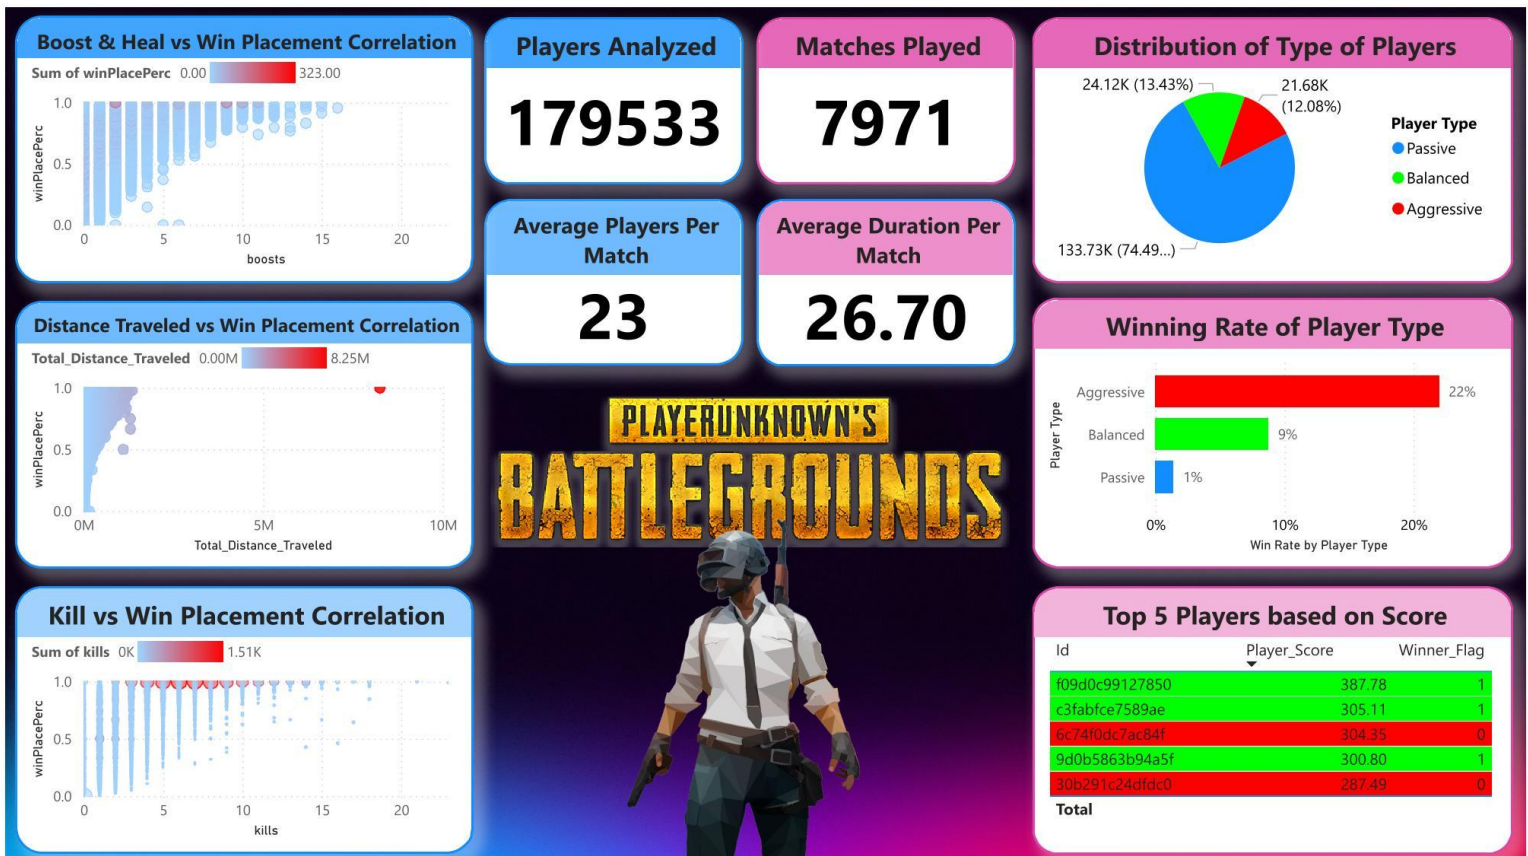 Boost & Heal vs Win Placement Correlation
Sum of winPlacePerc 0.00 323.00
1.0
0.5
0.0
winPlacePerc
0 5 10 15 20
boosts
Distance Traveled vs Win Placement Correlation
Total_Distance_Traveled 0.00M 8.25M
1.0
0.5
0.0
winPlacePerc
0M 5M 10M
Total_Distance_Traveled
Kill vs Win Placement Correlation
Sum of kills 0K 1.51K
1.0
0.5
0.0
winPlacePerc
0 5 10 15 20
kills
Players Analyzed
179533
Matches Played
7971
Average Players Per
Match
23
Average Duration Per
Match
26.70
PLAYERUNKNOWN'S
BATTLEGROUNDS
Distribution of Type of Players
24.12K (13.43%)
21.68K
(12.08%)
133.73K (74.49...)
Player Type
Passive
Balanced
Aggressive
Winning Rate of Player Type
Player Type
Aggressive 22%
Balanced 9%
Passive 1%
0% 10% 20%
Win Rate by Player Type
Top 5 Players based on Score
Id Player_Score Winner_Flag
f09d0c99127850 387.78 1
c3fabfce7589ae 305.11 1
6c74f0dc7ac84f 304.35 0
9d0b5863b94a5f 300.80 1
30b291c24dfdc0 287.49 0
Total